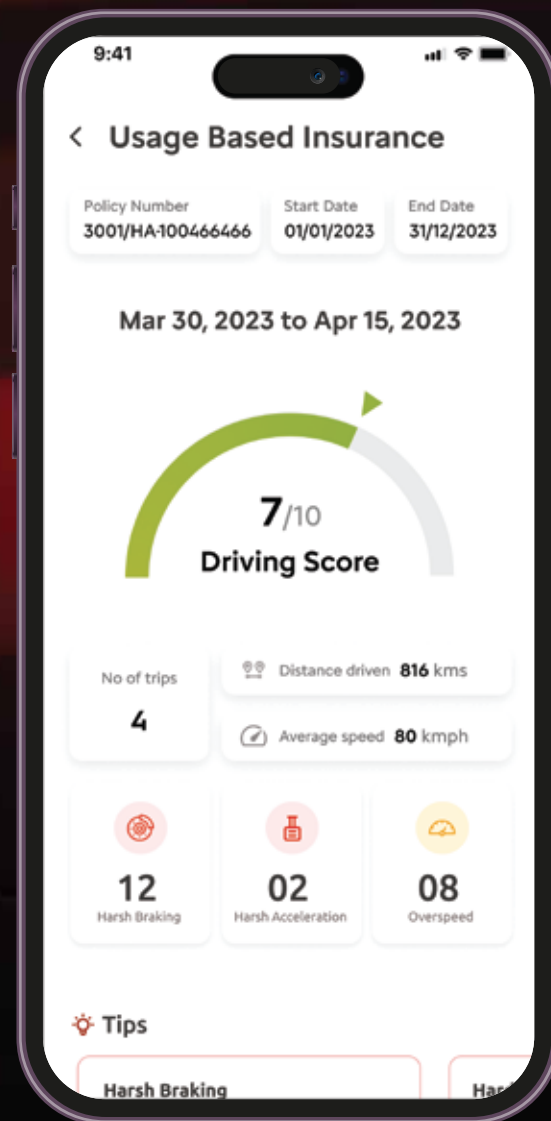 9:41
Usage Based Insurance
Policy Number
3001/HA-100466466
Start Date
01/01/2023
End Date
31/12/2023
Mar 30, 2023 to Apr 15, 2023
7/10
Driving Score
No of trips
4
Distance driven 816 kms
Average speed 80 kmph
12
Harsh Braking
02
Harsh Acceleration
08
Overspeed
Tips
Harsh Braking